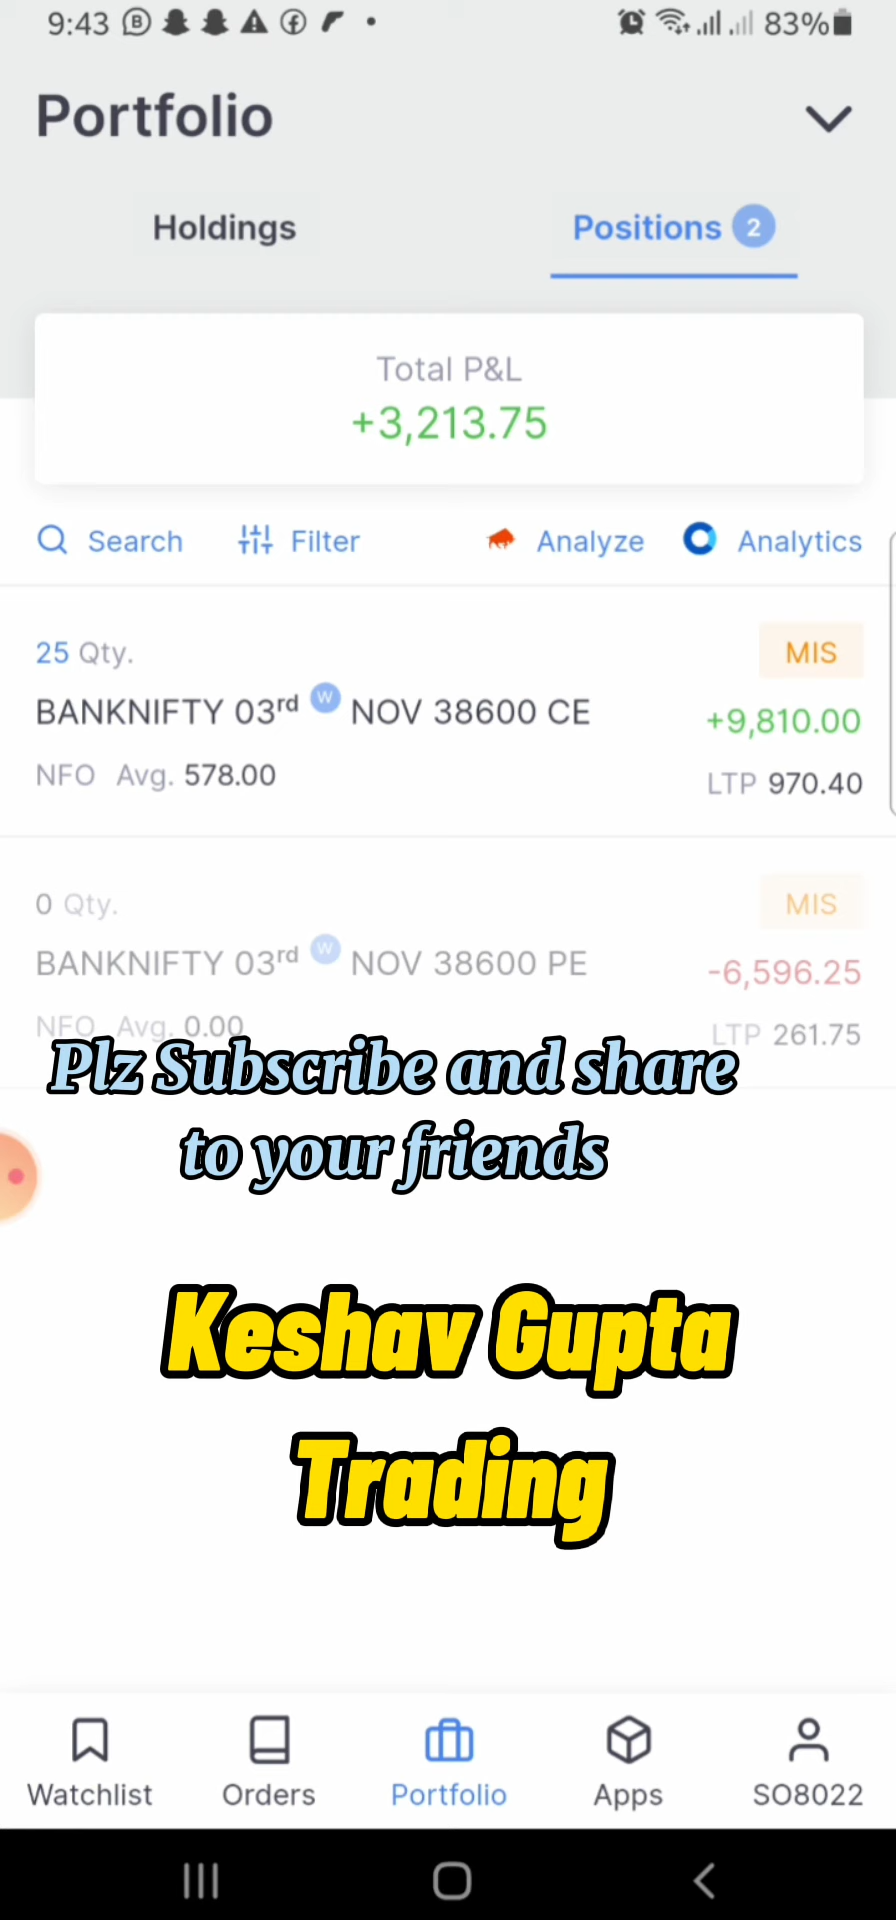 9:43 83%
Portfolio
Holdings Positions 2
Total P&L
+3,213.75
Search Filter Analyze Analytics
25 Qty. MIS
BANKNIFTY 03rd W NOV 38600 CE +9,810.00
NFO Avg. 578.00 LTP 970.40
0 Qty. MIS
BANKNIFTY 03rd W NOV 38600 PE -6,596.25
NFO Avg. 0.00 LTP 261.75
Plz Subscribe and share
to your friends
Keshav Gupta
Trading
Watchlist Orders Portfolio Apps SO8022